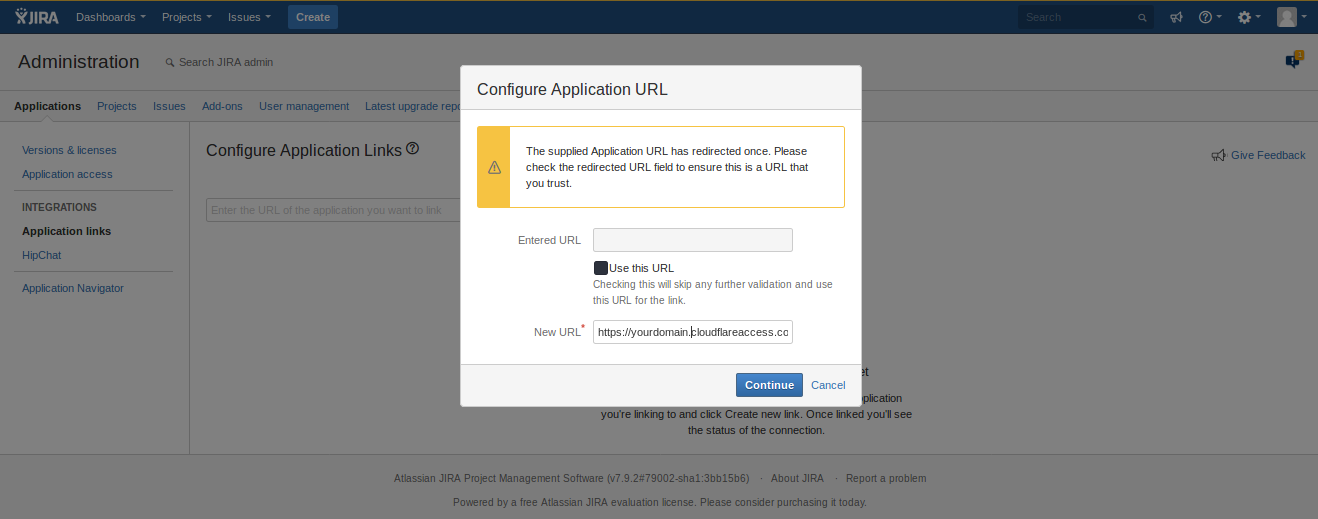 JIRA Dashboards Projects Issues Create Search
Administration Search JIRA admin
Applications Projects Issues Add-ons User management Latest upgrade repo
Configure Application URL
The supplied Application URL has redirected once. Please
check the redirected URL field to ensure this is a URL that
you trust.
Entered URL
Use this URL
Checking this will skip any further validation and use
this URL for the link.
New URL* https://yourdomain.cloudflareaccess.co
Continue Cancel
Versions & licenses
Application access
INTEGRATIONS
Application links
HipChat
Application Navigator
Configure Application Links
Give Feedback
Enter the URL of the application you want to link
you're linking to and click Create new link. Once linked you'll see
the status of the connection.
Atlassian JIRA Project Management Software (v7.9.2#79002-sha1:3bb15b6) · About JIRA · Report a problem
Powered by a free Atlassian JIRA evaluation license. Please consider purchasing it today.